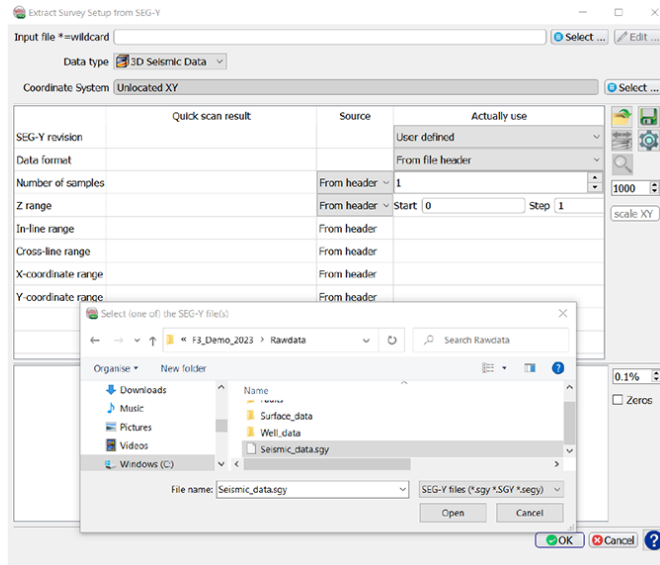 Extract Survey Setup from SEG-Y
Input file *=wildcard
Select ...
Edit ...
Data type 3D Seismic Data
Coordinate System Unlocated XY
Select ...
Quick scan result Source Actually use
SEG-Y revision User defined
Data format From file header
Number of samples From header 1
1000
Z range From header Start 0 Step 1
scale XY
In-line range From header
Cross-line range From header
X-coordinate range From header
Y-coordinate range From header
Select (one of) the SEG-Y file(s)
« F3_Demo_2023 > Rawdata
Search Rawdata
Organise New folder
0.1%
Zeros
Downloads
Music
Pictures
Videos
Windows (C:)
Name
Surface_data
Well_data
Seismic_data.sgy
File name: Seismic_data.sgy
SEG-Y files (*.sgy *.SGY *.segy)
Open Cancel
OK Cancel ?